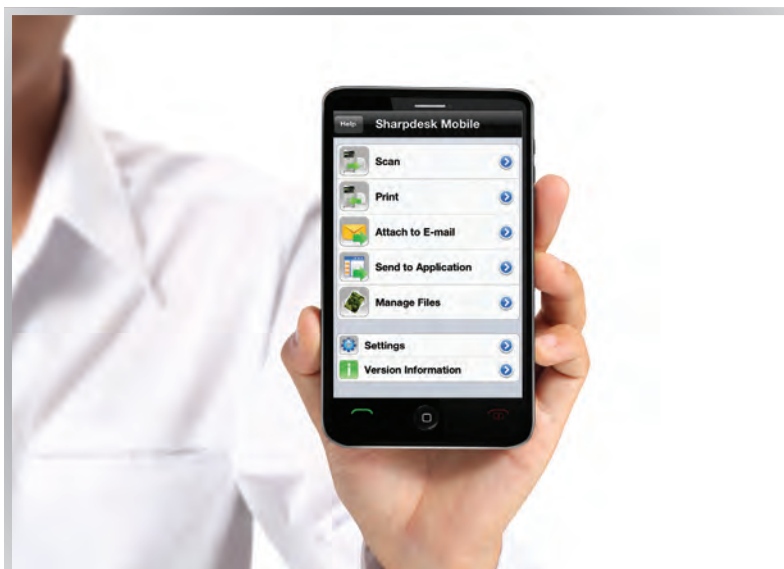 Help
Sharpdesk Mobile
Scan
Print
Attach to E-mail
Send to Application
Manage Files
Settings
Version Information